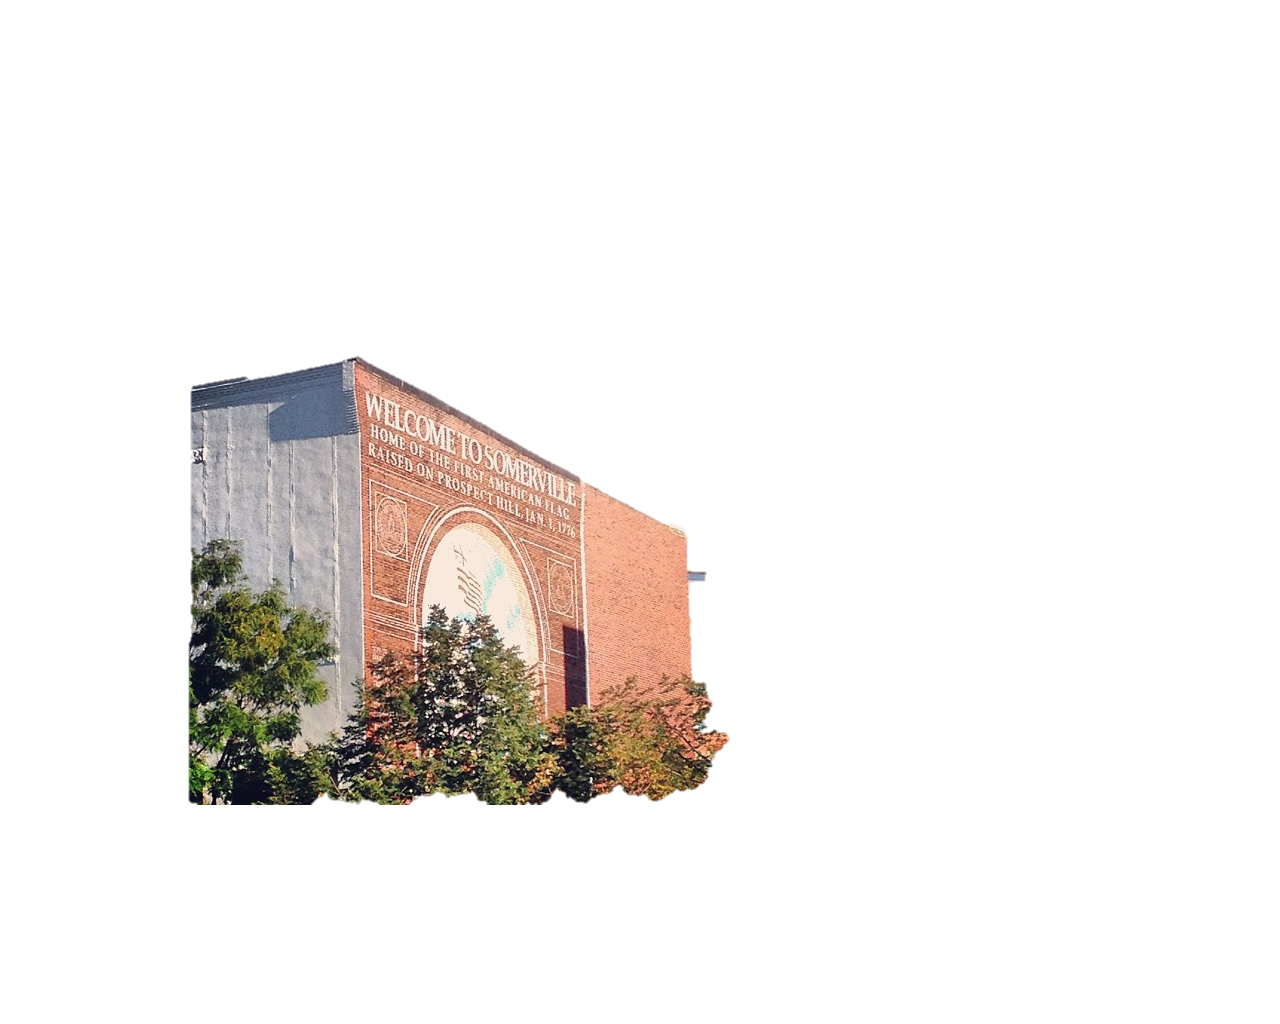 WELCOME TO SOMERVILLE
HOME OF THE FIRST AMERICAN FLAG
RAISED ON PROSPECT HILL, JAN. 1, 1776